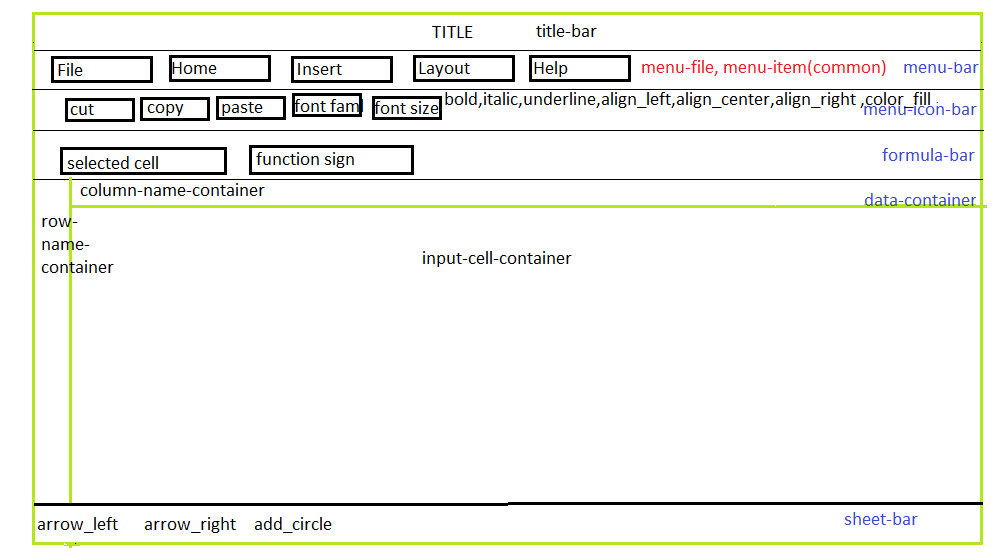 TITLE title-bar
File Home Insert Layout Help menu-file, menu-item(common) menu-bar
cut copy paste font fam font size bold,italic,underline,align_left,align_center,align_right ,color_fill
menu-icon-bar
selected cell function sign formula-bar
column-name-container data-container
row-
name-
container
input-cell-container
arrow_left arrow_right add_circle sheet-bar